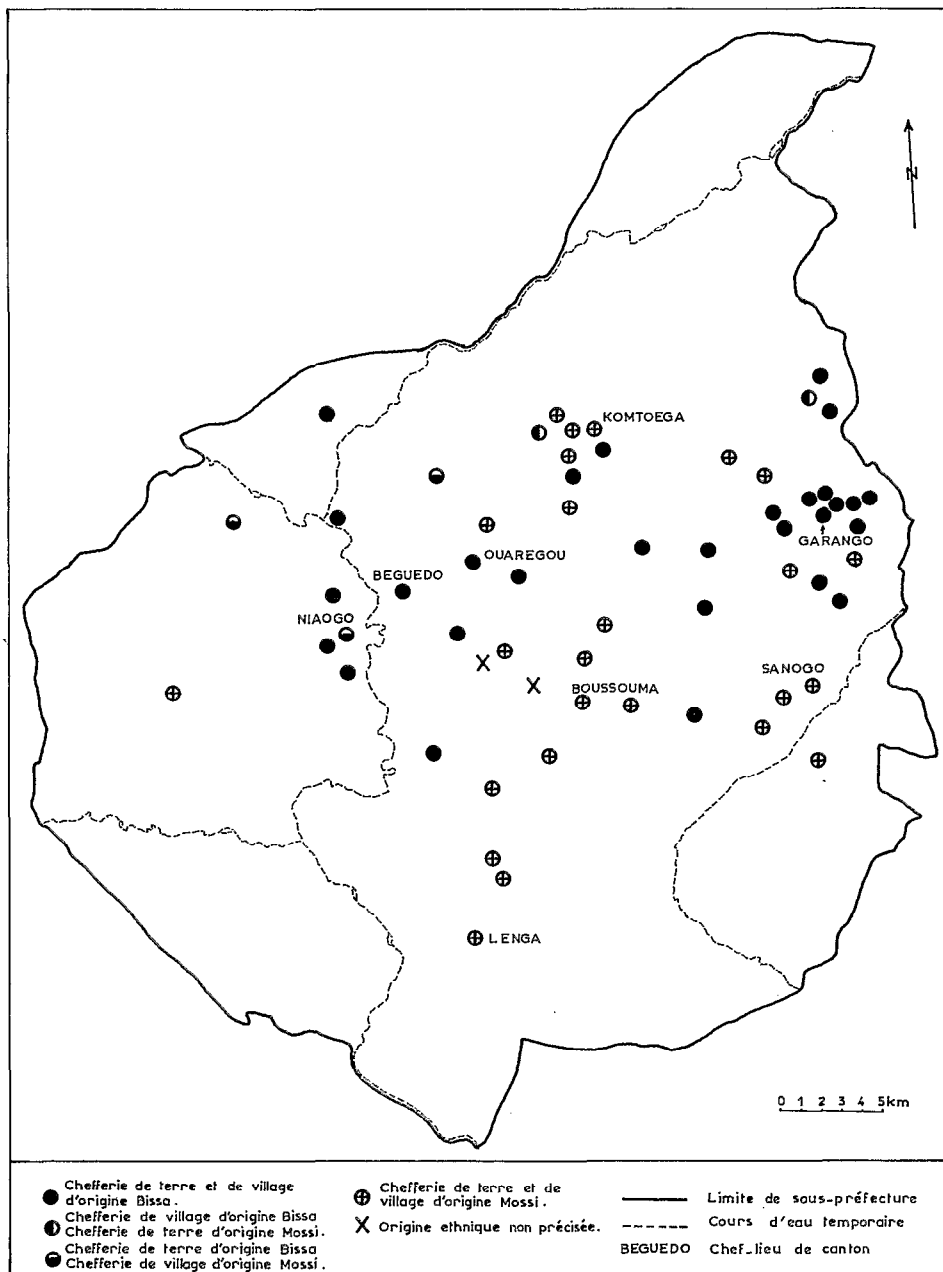 N
KOMTOEGA
GARANGO
OUAREGOU
BEGUEDO
NIAOGO
SANOGO
BOUSSOUMA
LENGA
0 1 2 3 4 5km
Chefferie de terre et de village
d'origine Bissa.
Chefferie de village d'origine Bissa
Chefferie de terre d'origine Mossi.
Chefferie de terre d'origine Bissa
Chefferie de village d'origine Mossi.
Chefferie de terre et de
village d'origine Mossi.
Origine ethnique non précisée.
Limite de sous-préfecture
Cours d'eau temporaire
BEGUEDO Chef-lieu de canton